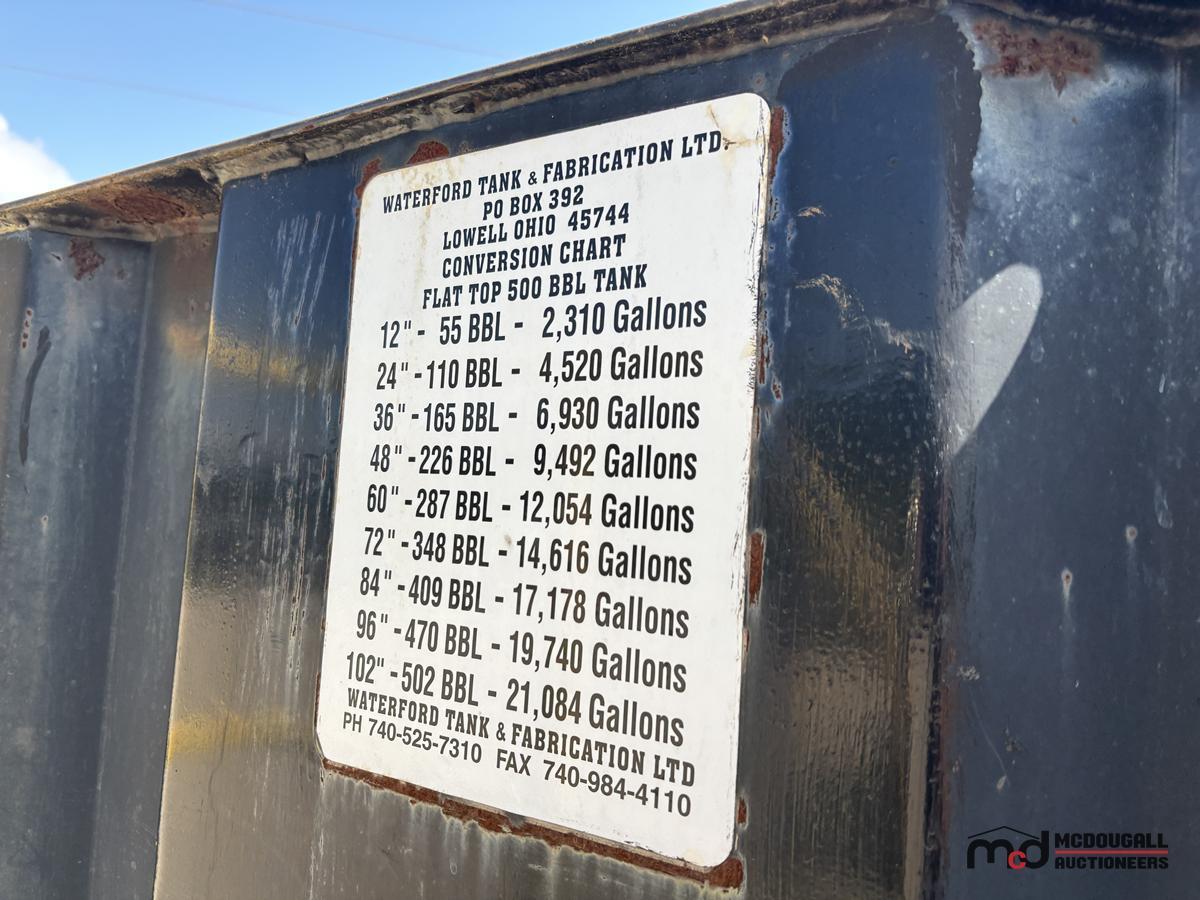 WATERFORD TANK & FABRICATION LTD
PO BOX 392
LOWELL OHIO 45744
CONVERSION CHART
FLAT TOP 500 BBL TANK
12" - 55 BBL - 2,310 Gallons
24" - 110 BBL - 4,520 Gallons
36" - 165 BBL - 6,930 Gallons
48" - 226 BBL - 9,492 Gallons
60" - 287 BBL - 12,054 Gallons
72" - 348 BBL - 14,616 Gallons
84" - 409 BBL - 17,178 Gallons
96" - 470 BBL - 19,740 Gallons
102" - 502 BBL - 21,084 Gallons
WATERFORD TANK & FABRICATION LTD
PH 740-525-7310 FAX 740-984-4110
mcd MCDOUGALL
AUCTIONEERS